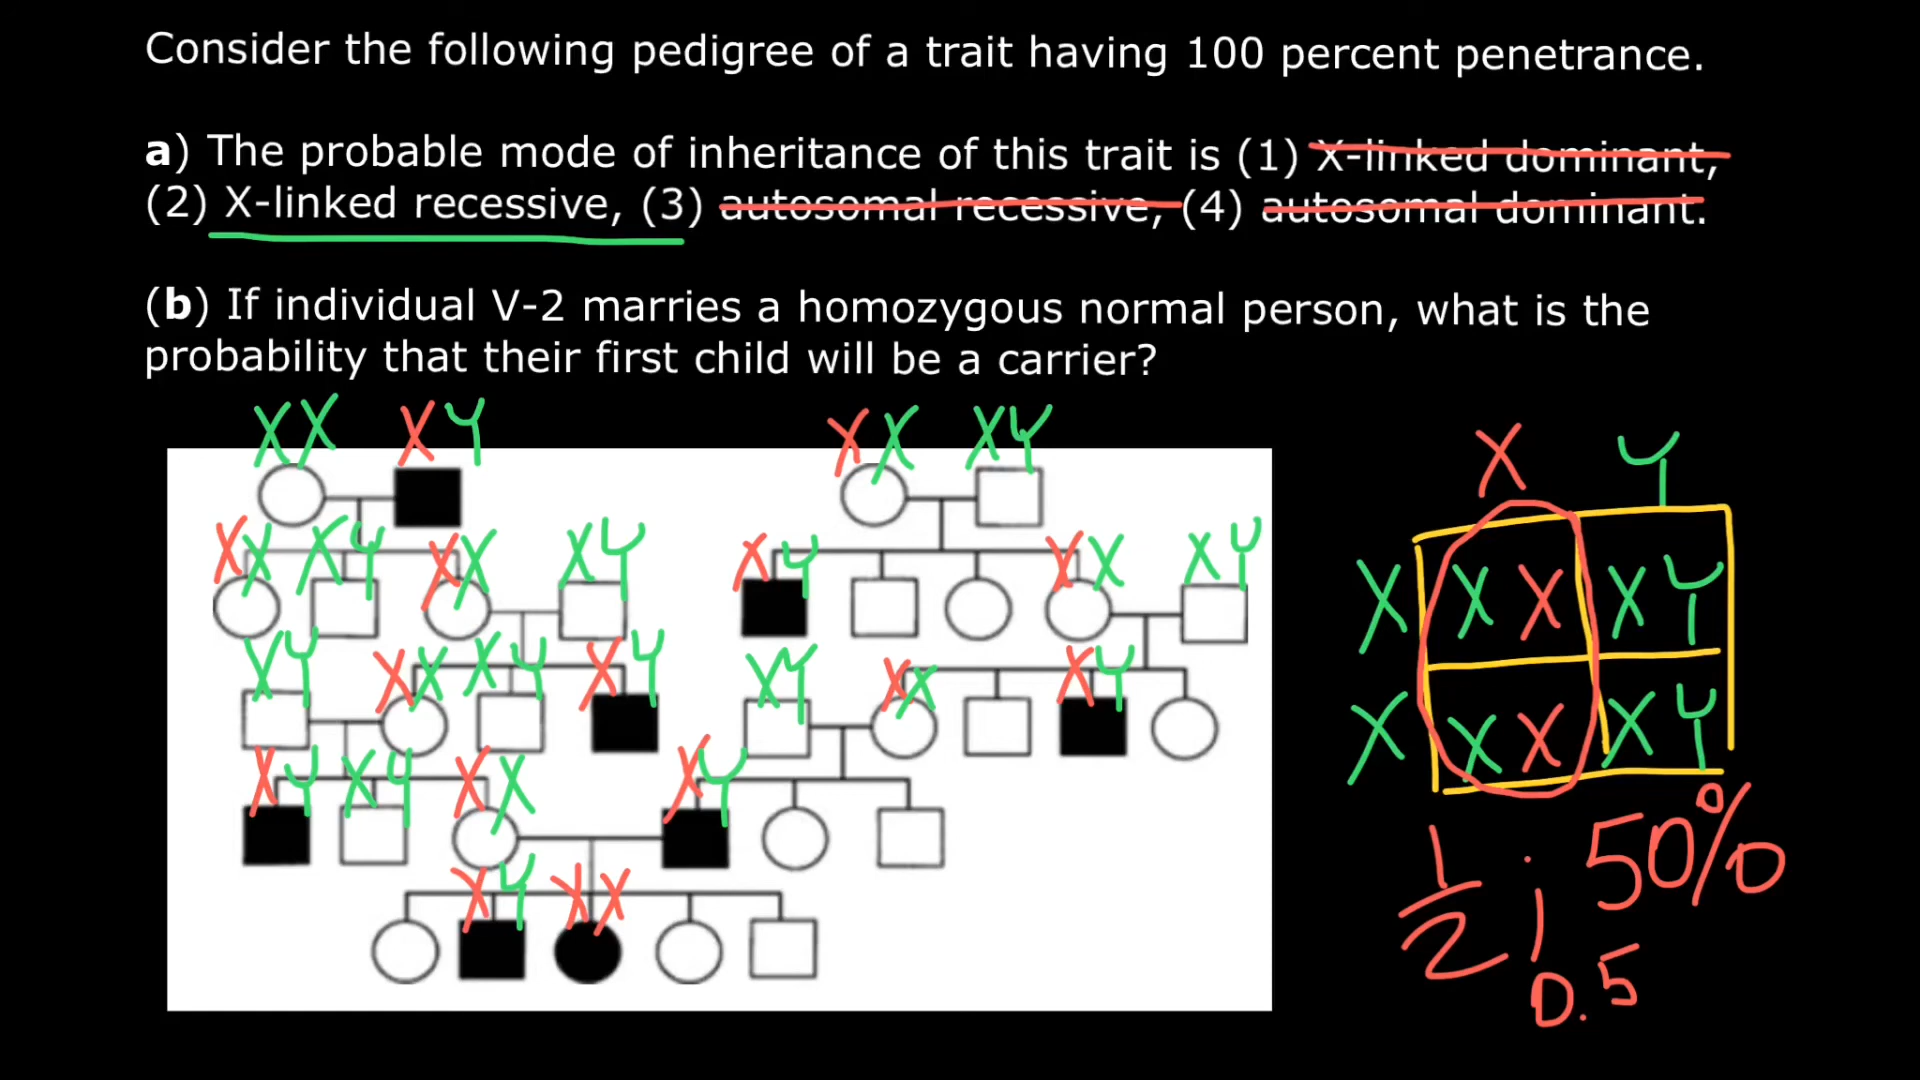 Consider the following pedigree of a trait having 100 percent penetrance.
a) The probable mode of inheritance of this trait is (1) X-linked dominant,
(2) X-linked recessive, (3) autosomal recessive, (4) autosomal dominant.
(b) If individual V-2 marries a homozygous normal person, what is the
probability that their first child will be a carrier?
XX XY XX XY
X Y
XX XY XX XY XY XX XY
X XX XY
XY XX XY XY XY XX XY
X XX XY
XY XY XX XY
1/2 ; 50%
XY XX
0.5